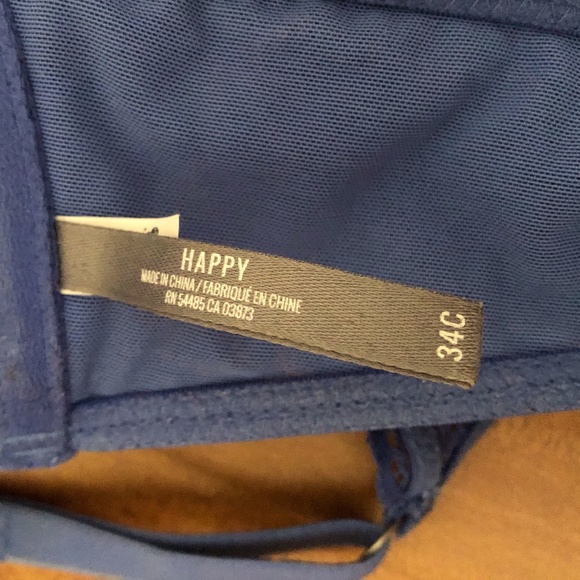 HAPPY
MADE IN CHINA / FABRIQUÉ EN CHINE
RN 54485 CA 03873
34C